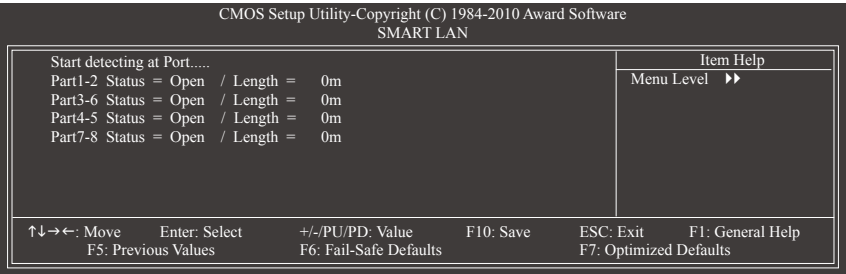 CMOS Setup Utility-Copyright (C) 1984-2010 Award Software
SMART LAN
Start detecting at Port.....
Part1-2 Status = Open / Length = 0m
Part3-6 Status = Open / Length = 0m
Part4-5 Status = Open / Length = 0m
Part7-8 Status = Open / Length = 0m
Item Help
Menu Level ▶▶
↑↓→←: Move Enter: Select +/-/PU/PD: Value F10: Save ESC: Exit F1: General Help
F5: Previous Values F6: Fail-Safe Defaults F7: Optimized Defaults